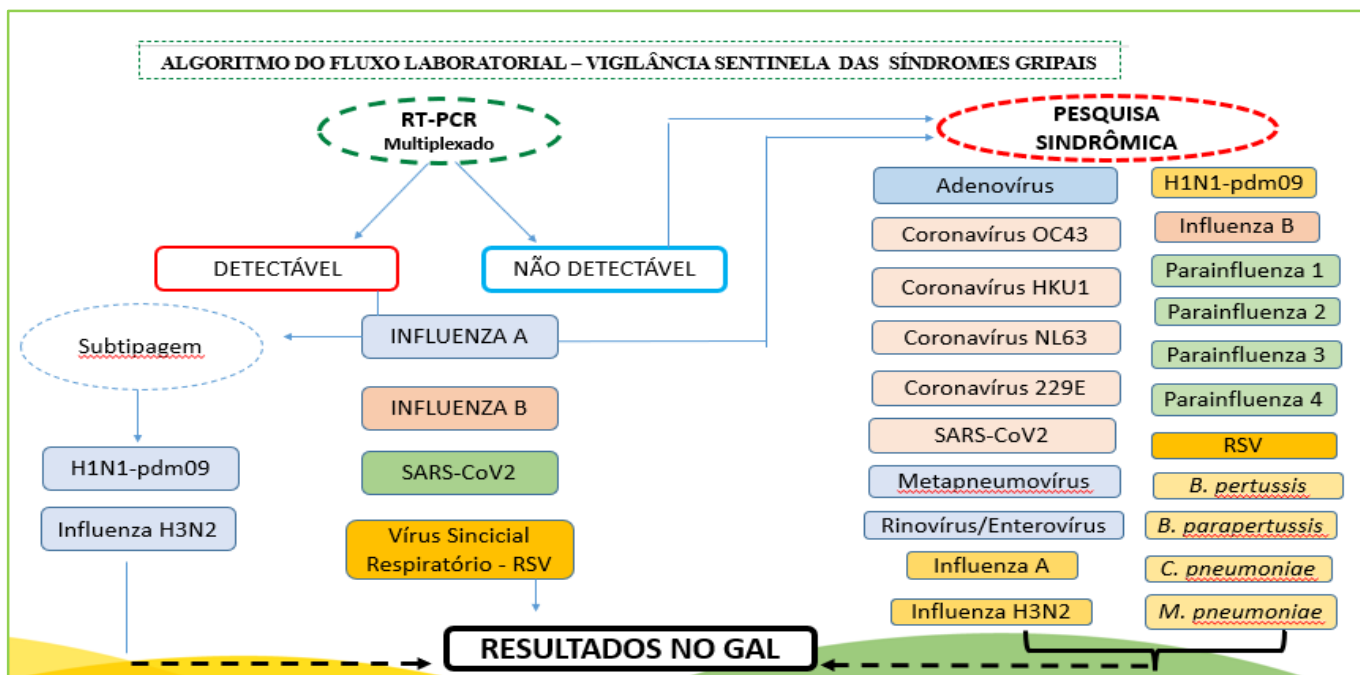 ALGORITMO DO FLUXO LABORATORIAL – VIGILÂNCIA SENTINELA DAS SÍNDROMES GRIPAIS
RT-PCR
Multiplexado
DETECTÁVEL
NÃO DETECTÁVEL
Subtipagem
H1N1-pdm09
Influenza H3N2
INFLUENZA A
INFLUENZA B
SARS-CoV2
Vírus Sincicial
Respiratório - RSV
PESQUISA
SINDRÔMICA
Adenovírus
Coronavírus OC43
Coronavírus HKU1
Coronavírus NL63
Coronavírus 229E
SARS-CoV2
Metapneumovírus
Rinovírus/Enterovírus
Influenza A
Influenza H3N2
H1N1-pdm09
Influenza B
Parainfluenza 1
Parainfluenza 2
Parainfluenza 3
Parainfluenza 4
RSV
B. pertussis
B. parapertussis
C. pneumoniae
M. pneumoniae
RESULTADOS NO GAL